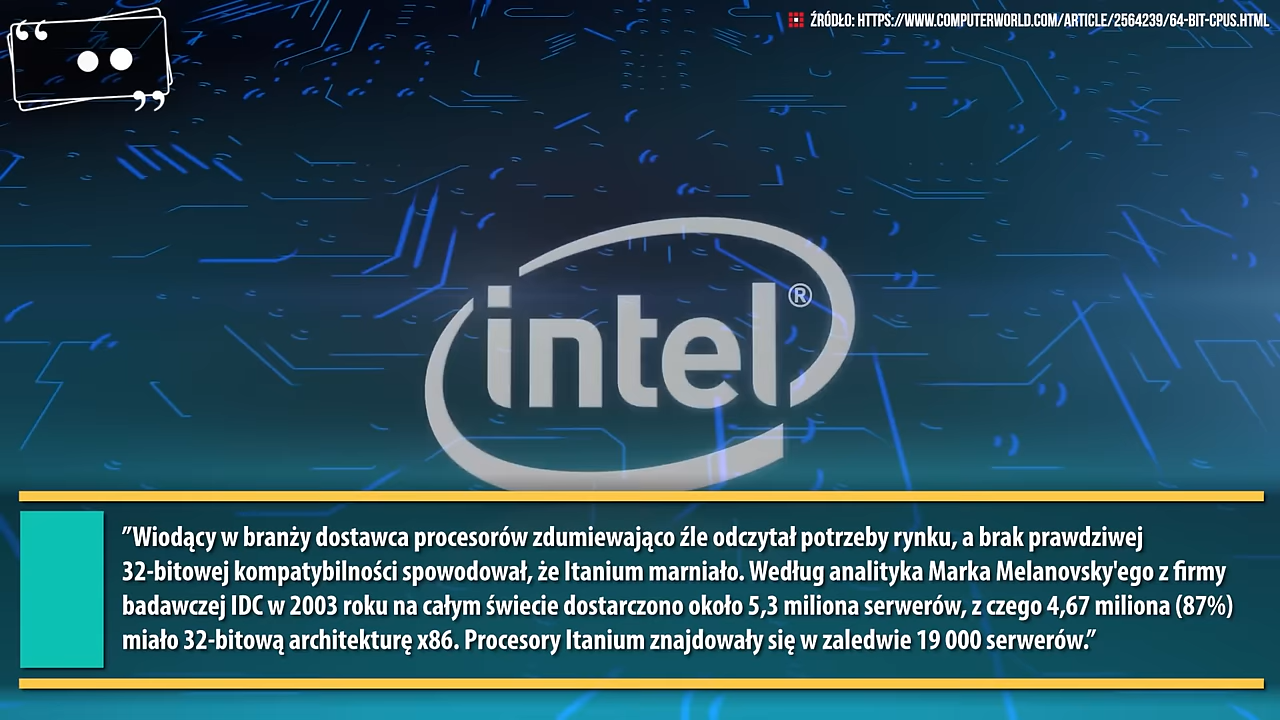 ŹRÓDŁO: HTTPS://WWW.COMPUTERWORLD.COM/ARTICLE/2564239/64-BIT-CPUS.HTML
intel®
"Wiodący w branży dostawca procesorów zdumiewająco źle odczytał potrzeby rynku, a brak prawdziwej
32-bitowej kompatybilności spowodował, że Itanium marniało. Według analityka Marka Melanovsky'ego z firmy
badawczej IDC w 2003 roku na całym świecie dostarczono około 5,3 miliona serwerów, z czego 4,67 miliona (87%)
miało 32-bitową architekturę x86. Procesory Itanium znajdowały się w zaledwie 19 000 serwerów."